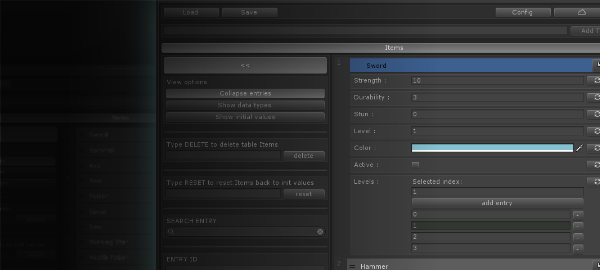 Load Save Config
Add T
Items
<<
View options
Collapse entries
Show data types
Show initial values
Type DELETE to delete table Items
delete
Type RESET to reset Items back to init values
reset
SEARCH ENTRY
ENTRY ID
1 Sword
Strength : 10
Durability : 3
Stun : 0
Level : 1
Color
Active :
Levels : Selected index:
1
add entry
0 -
1 -
2 -
3 -
2 Hammer